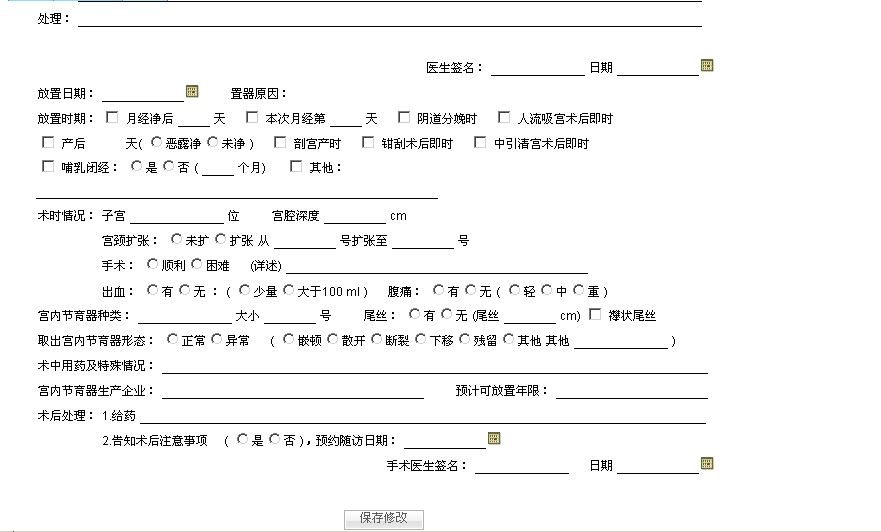 处理：
医生签名： 日期
放置日期： 置器原因：
放置时期： 月经净后 天 本次月经第 天 阴道分娩时 人流吸宫术后即时
产后 天( 恶露净 未净 ) 剖宫产时 钳刮术后即时 中引清宫术后即时
哺乳闭经： 是 否 ( 个月) 其他：
术时情况： 子宫 位 宫腔深度 cm
宫颈扩张： 未扩 扩张 从 号扩张至 号
手术： 顺利 困难 (详述)
出血： 有 无 ：( 少量 大于100 ml ) 腹痛： 有 无 ( 轻 中 重 )
宫内节育器种类： 大小 号 尾丝： 有 无 (尾丝 cm) 襻状尾丝
取出宫内节育器形态： 正常 异常 ( 嵌顿 散开 断裂 下移 残留 其他 其他 )
术中用药及特殊情况：
宫内节育器生产企业： 预计可放置年限：
术后处理： 1.给药
2.告知术后注意事项 ( 是 否 ), 预约随访日期：
手术医生签名： 日期
保存修改